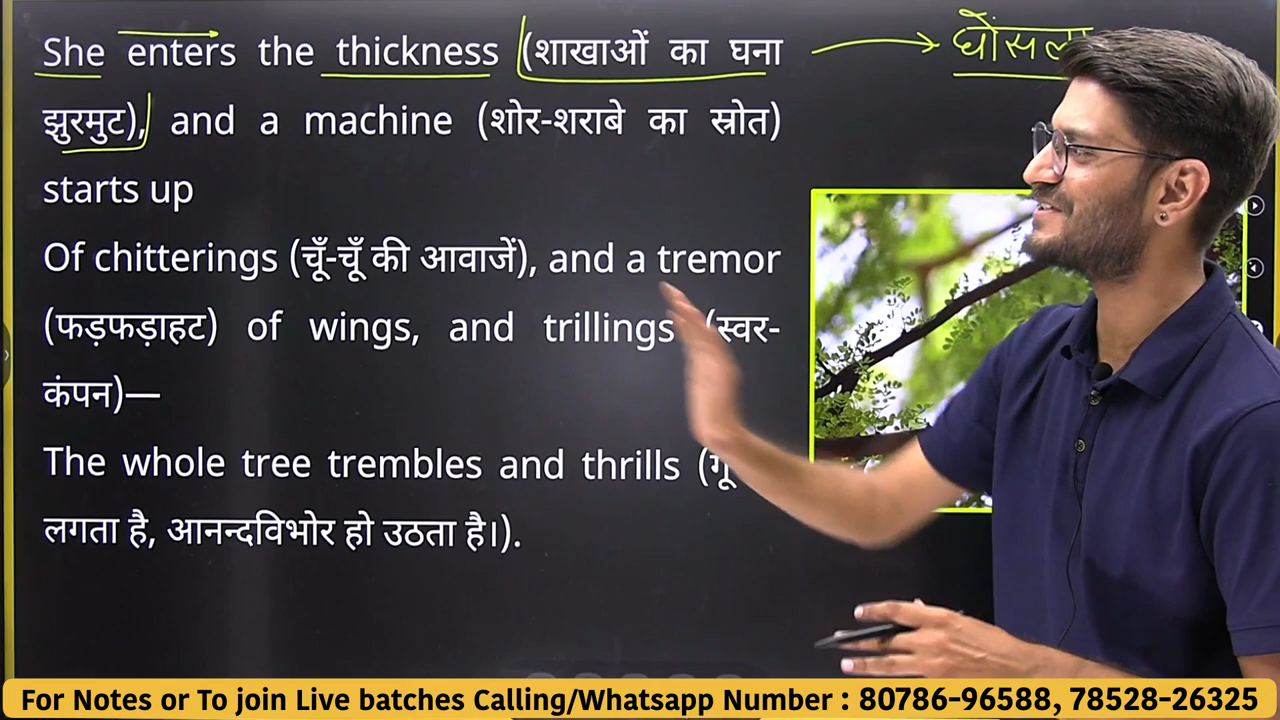 She enters the thickness (शाखाओं का घना
झुरमुट), and a machine (शोर-शराबे का स्रोत)
starts up
Of chitterings (चूँ-चूँ की आवाजें), and a tremor
(फड़फड़ाहट) of wings, and trillings (स्वर-
कंपन)—
The whole tree trembles and thrills
लगता है, आनन्दविभोर हो उठता है।).
For Notes or To join Live batches Calling/Whatsapp Number : 80786-96588, 78528-26325